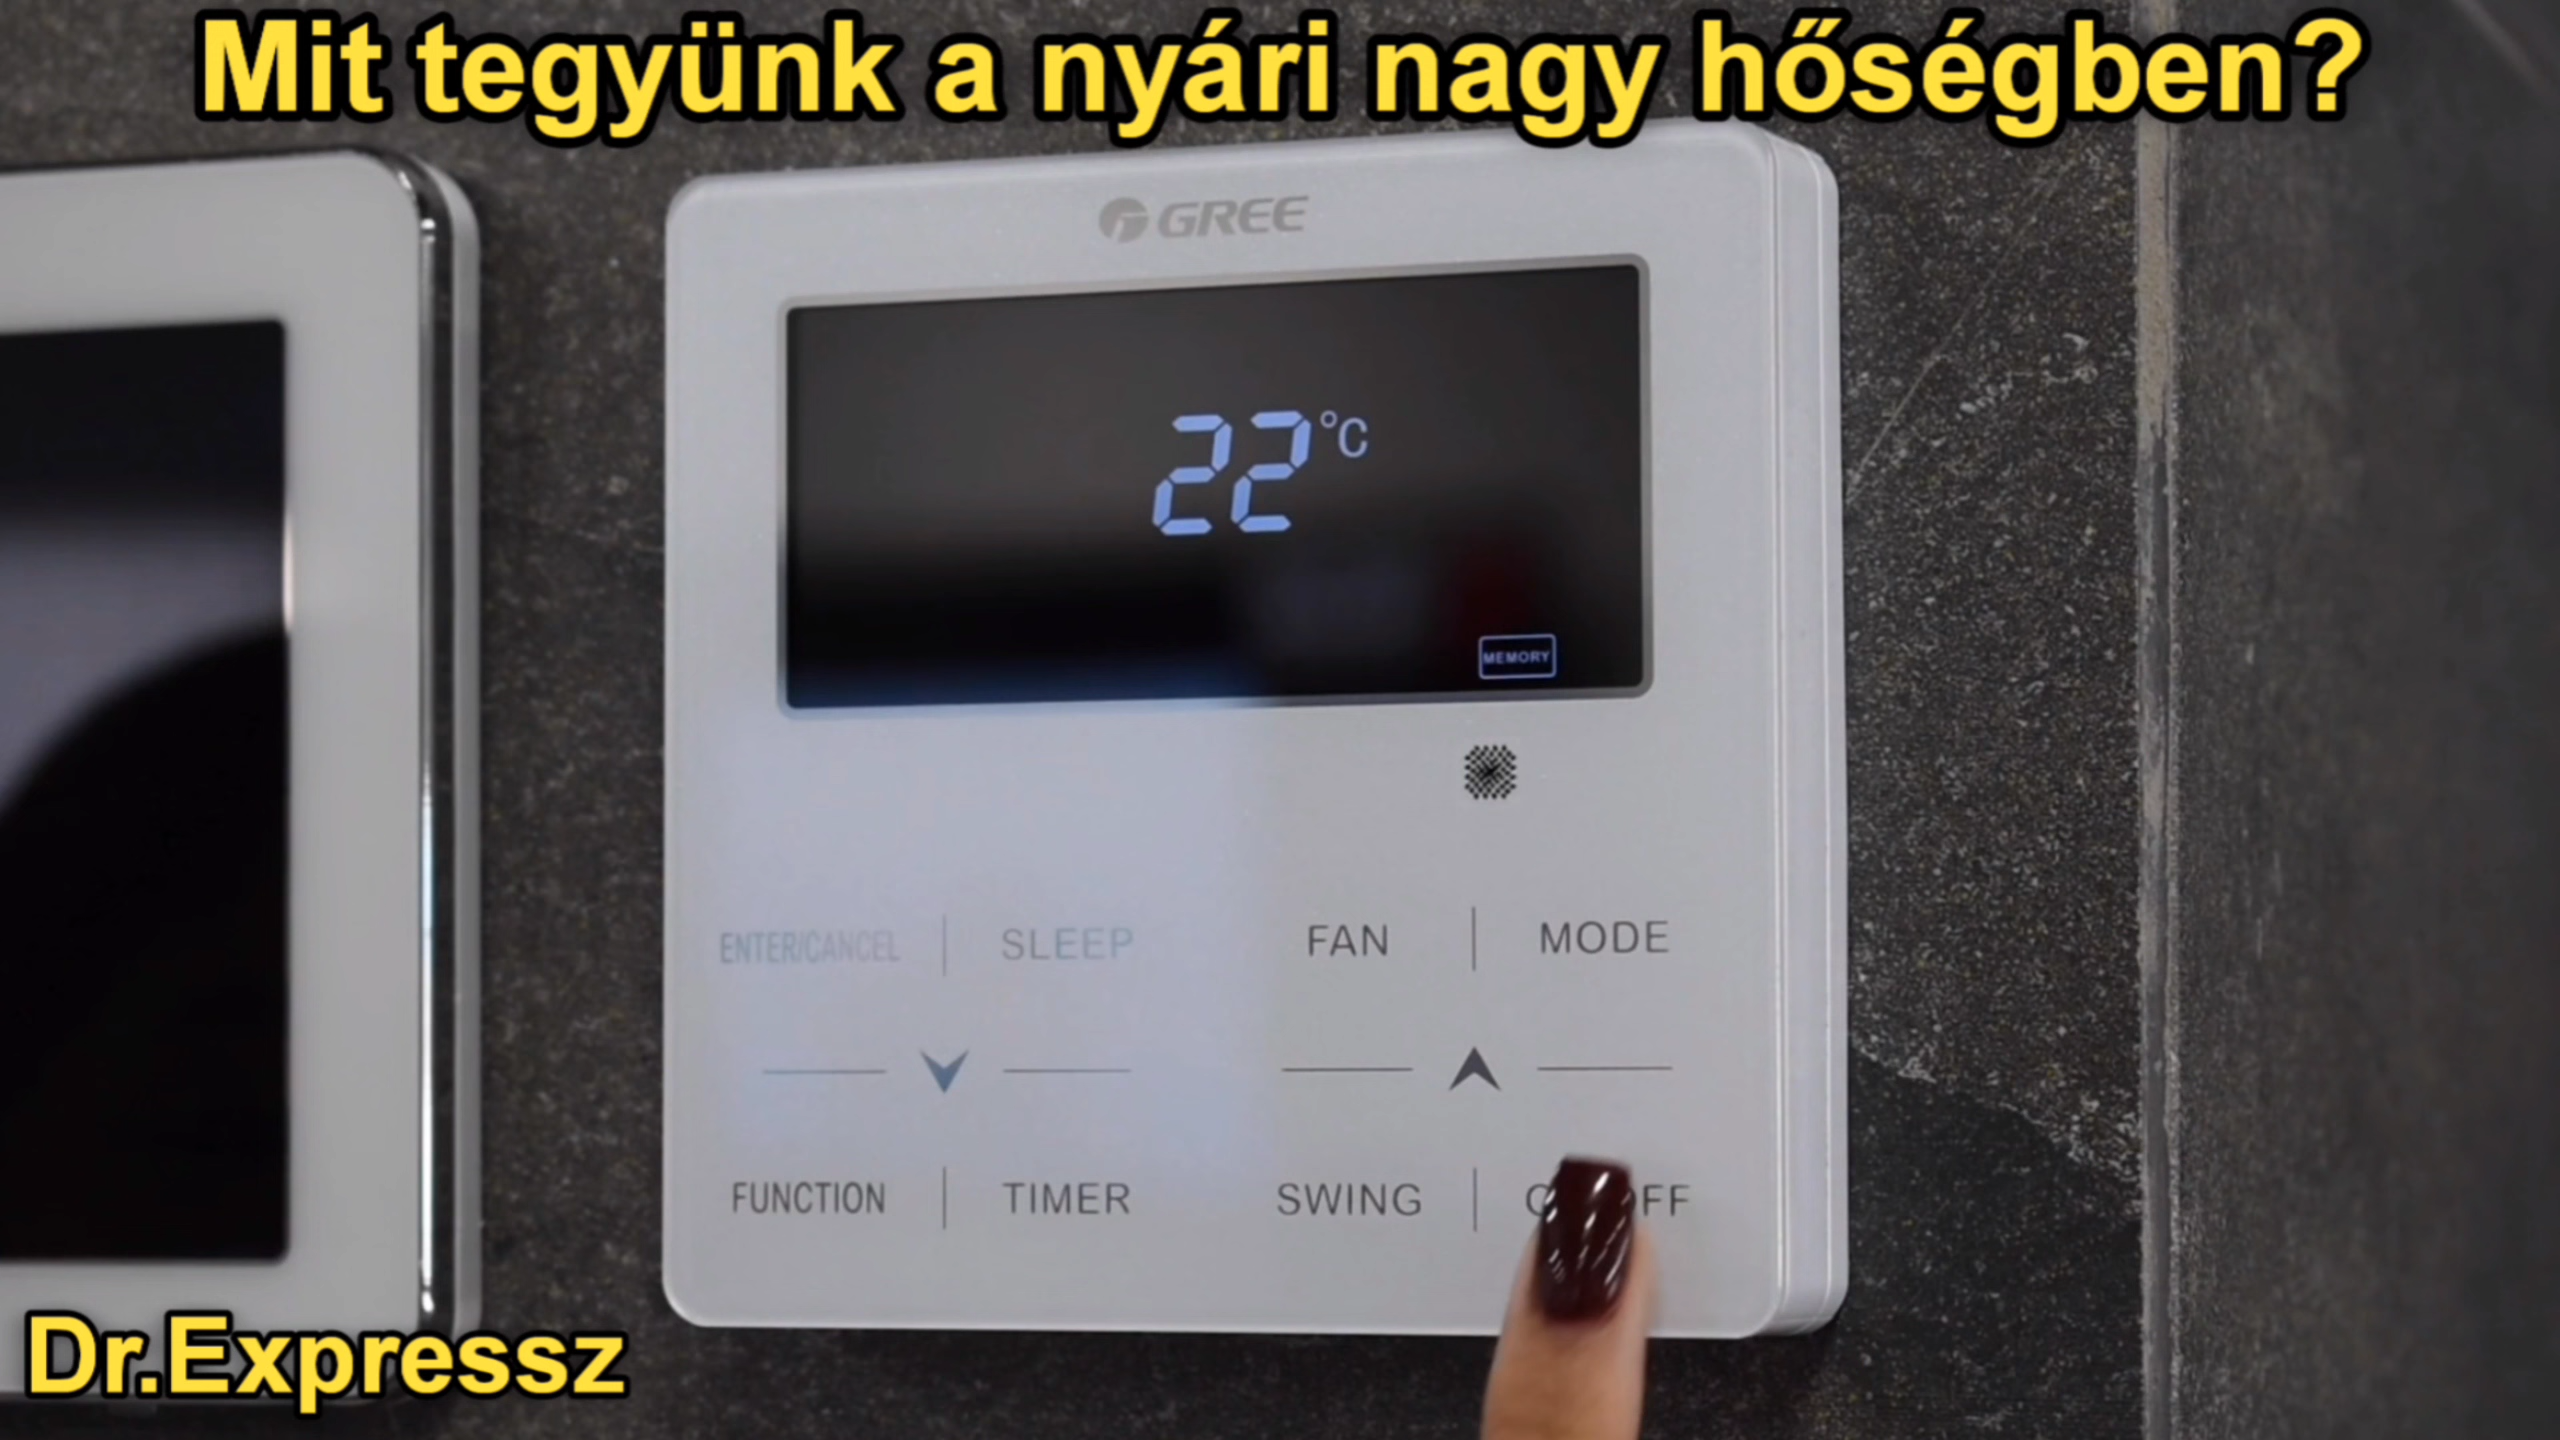 Mit tegyünk a nyári nagy hőségben?
GREE
22°C
MEMORY
ENTER/CANCEL | SLEEP
FAN | MODE
FUNCTION | TIMER
SWING |
Dr.Expressz